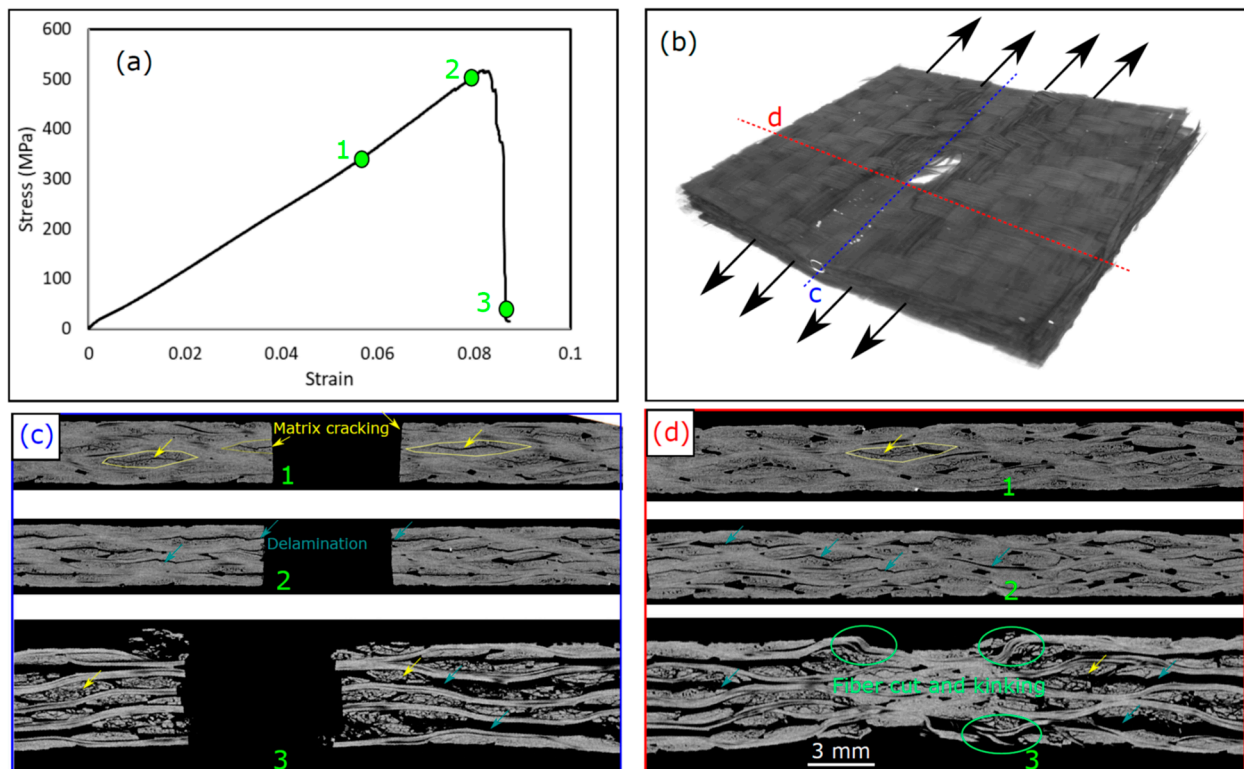 (a)
600
500
400
300
200
100
0
Stress (MPa)
0
0.02
0.04
0.06
0.08
0.1
Strain
1
2
3
(b)
d
c
(c)
Matrix cracking
1
Delamination
2
3
(d)
1
2
Fiber cut and kinking
3 mm
3